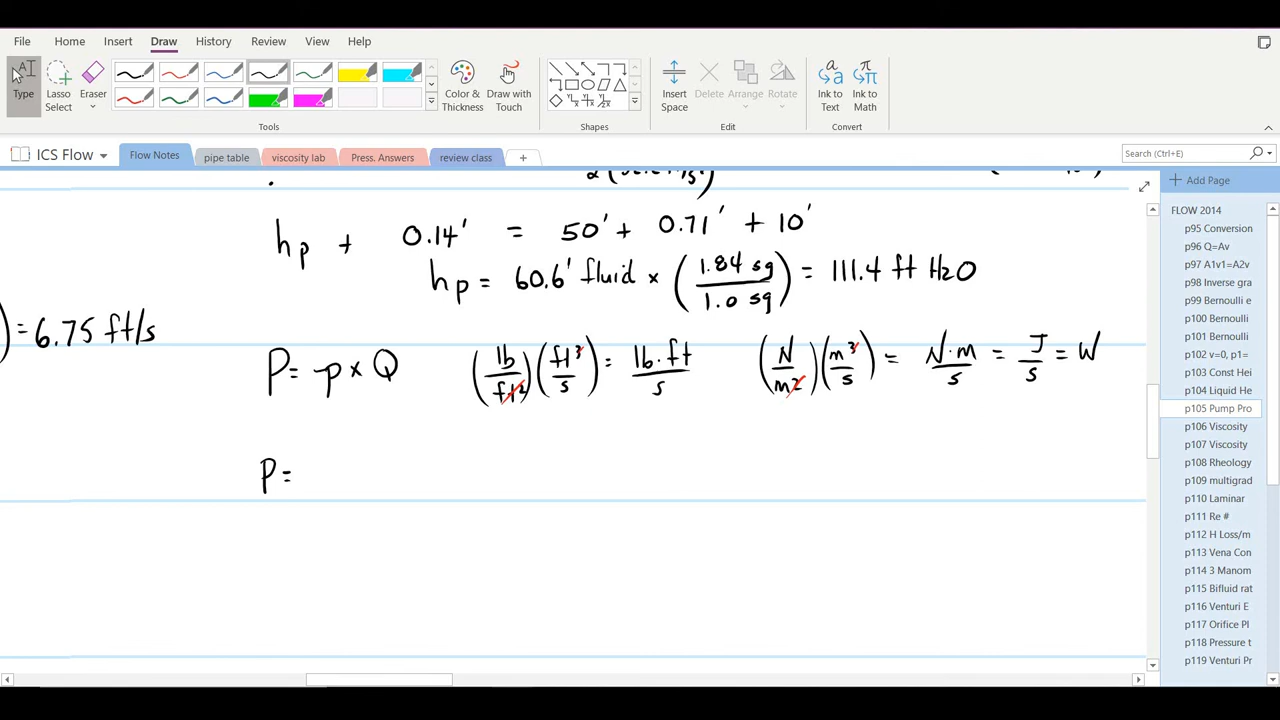 File Home Insert Draw History Review View Help
Type
Lasso Select
Eraser
Color & Thickness
Draw with Touch
Insert Space
Delete
Arrange
Rotate
Ink to Text
Ink to Math
Tools
Shapes
Edit
Convert
ICS Flow
Flow Notes
pipe table
viscosity lab
Press. Answers
review class
Search (Ctrl+E)
hp + 0.14' = 50' + 0.71' + 10'
hp = 60.6' fluid × (1.84 sg / 1.0 sg) = 111.4 ft H2O
) = 6.75 ft/s
P = p × Q (lb/ft²)(ft³/s) = lb·ft/s (N/m²)(m³/s) = N·m/s = J/s = W
P =
Add Page
FLOW 2014
p95 Conversion
p96 Q=Av
p97 A1v1=A2v
p98 Inverse gra
p99 Bernoulli e
p100 Bernoulli
p101 Bernoulli
p102 v=0, p1=
p103 Const Hei
p104 Liquid He
p105 Pump Pro
p106 Viscosity
p107 Viscosity
p108 Rheology
p109 multigrad
p110 Laminar
p111 Re #
p112 H Loss/m
p113 Vena Con
p114 3 Manom
p115 Bifluid rat
p116 Venturi E
p117 Orifice Pl
p118 Pressure t
p119 Venturi Pr